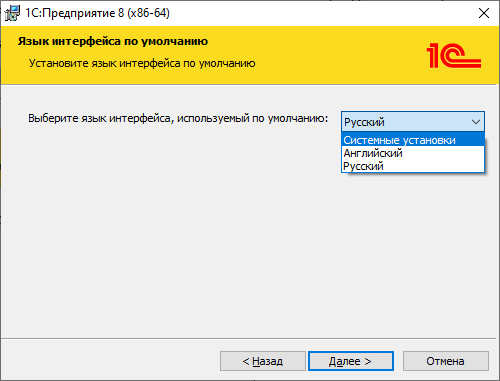 1С:Предприятие 8 (x86-64)
Язык интерфейса по умолчанию
Установите язык интерфейса по умолчанию
1С
Выберите язык интерфейса, используемый по умолчанию:
Русский
Системные установки
Английский
Русский
< Назад
Далее >
Отмена